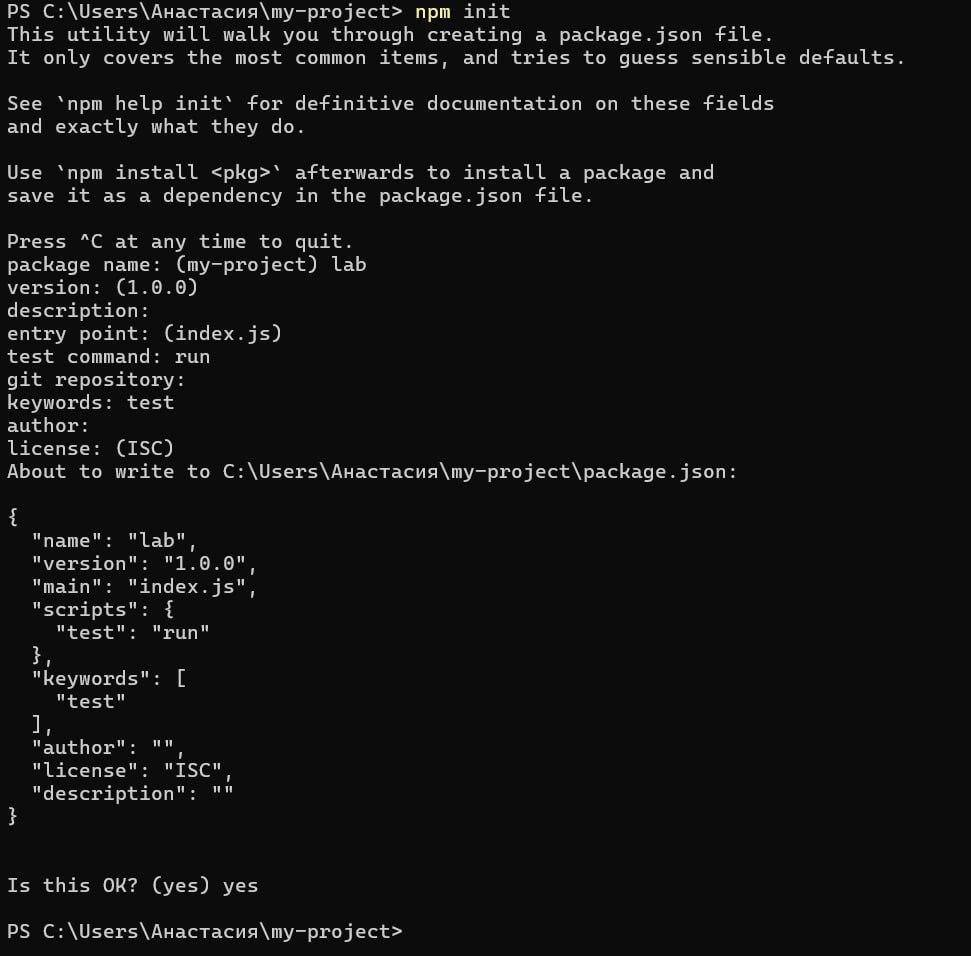 PS C:\Users\Анастасия\my-project> npm init
This utility will walk you through creating a package.json file.
It only covers the most common items, and tries to guess sensible defaults.
See `npm help init` for definitive documentation on these fields
and exactly what they do.
Use `npm install <pkg>` afterwards to install a package and
save it as a dependency in the package.json file.
Press ^C at any time to quit.
package name: (my-project) lab
version: (1.0.0)
description:
entry point: (index.js)
test command: run
git repository:
keywords: test
author:
license: (ISC)
About to write to C:\Users\Анастасия\my-project\package.json:
{
  "name": "lab",
  "version": "1.0.0",
  "main": "index.js",
  "scripts": {
    "test": "run"
  },
  "keywords": [
    "test"
  ],
  "author": "",
  "license": "ISC",
  "description": ""
}
Is this OK? (yes) yes
PS C:\Users\Анастасия\my-project>